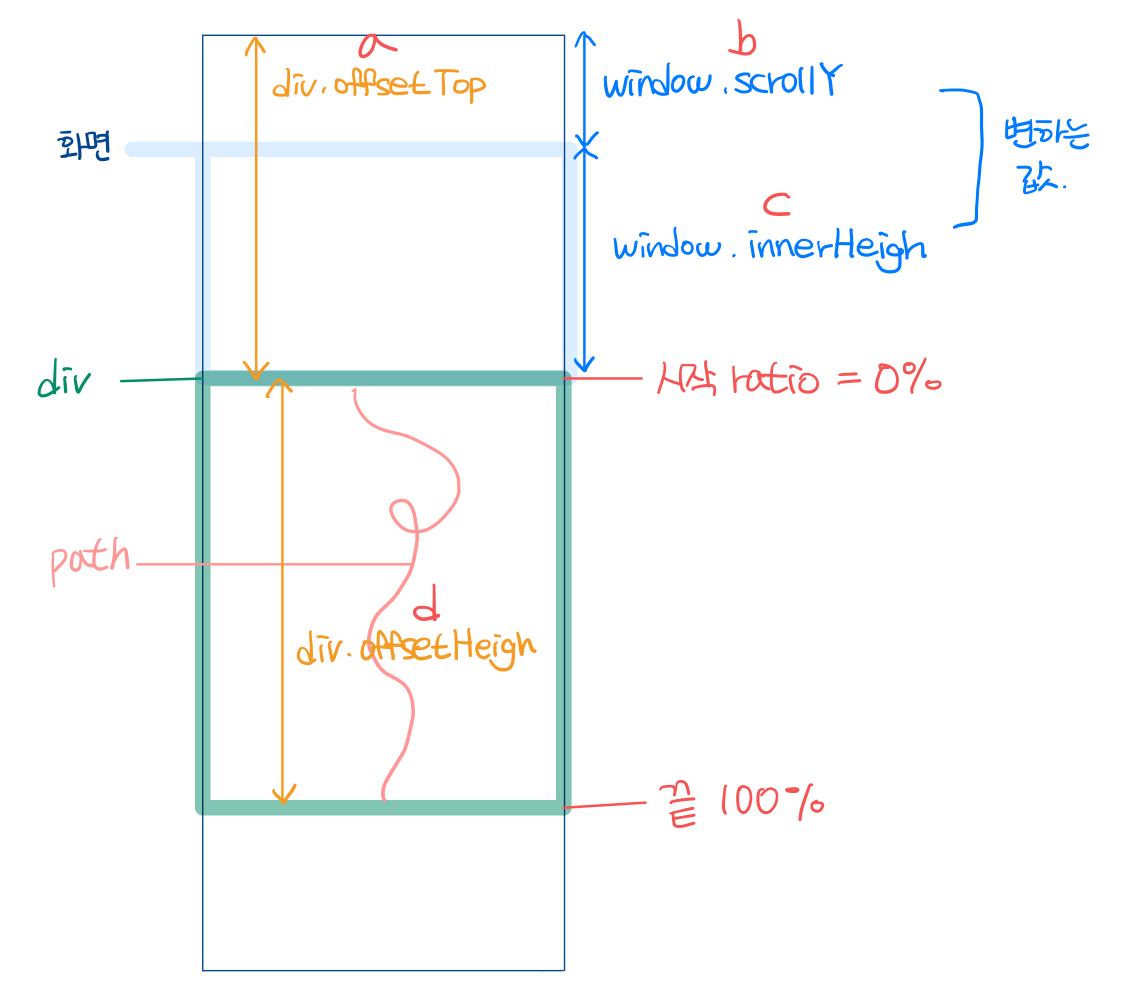 a
div.offsetTop
b
window.scrollY
변하는
값.
화면
c
window.innerHeigh
div
시작 ratio = 0%
path
d
div.offsetHeigh
끝 100%